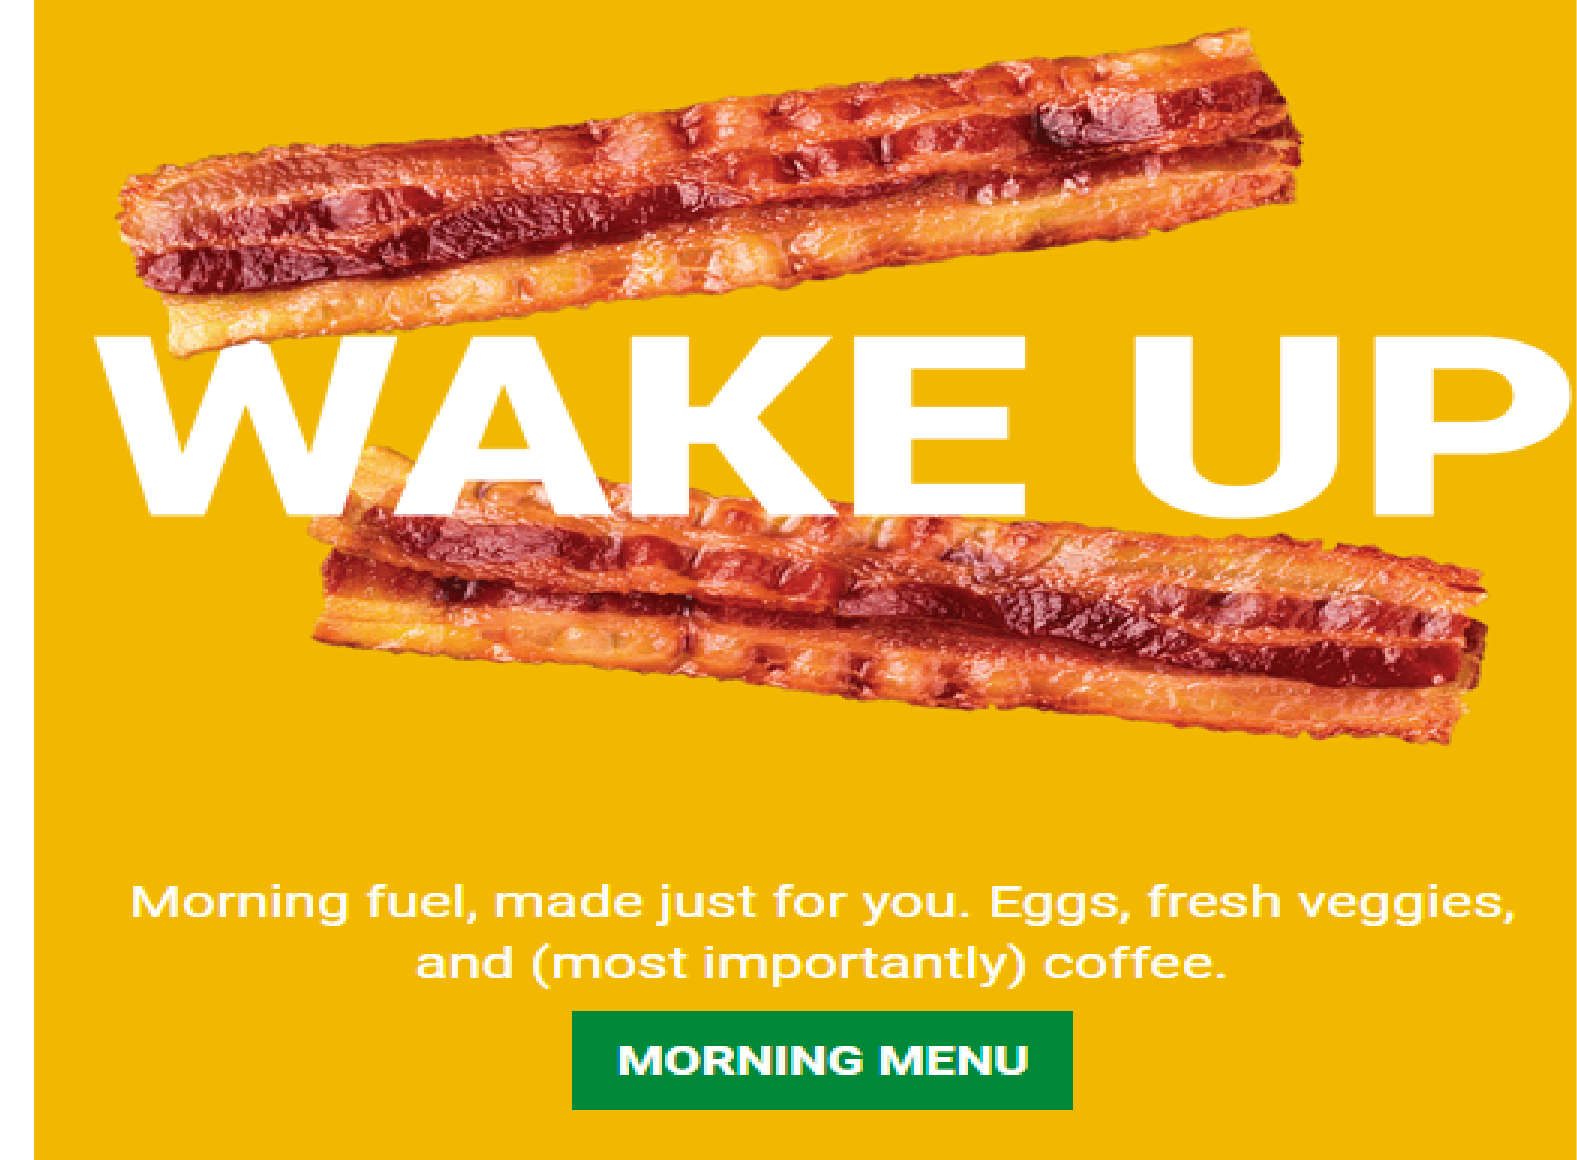 WAKE UP
Morning fuel, made just for you. Eggs, fresh veggies,
and (most importantly) coffee.
MORNING MENU